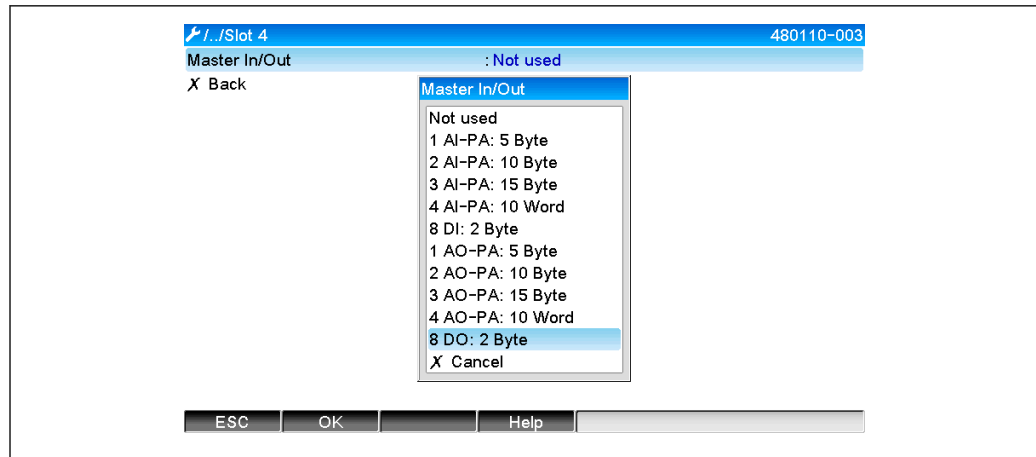 /../Slot 4 480110-003
Master In/Out : Not used
X Back
Master In/Out
Not used
1 AI-PA: 5 Byte
2 AI-PA: 10 Byte
3 AI-PA: 15 Byte
4 AI-PA: 10 Word
8 DI: 2 Byte
1 AO-PA: 5 Byte
2 AO-PA: 10 Byte
3 AO-PA: 15 Byte
4 AO-PA: 10 Word
8 DO: 2 Byte
X Cancel
ESC OK Help